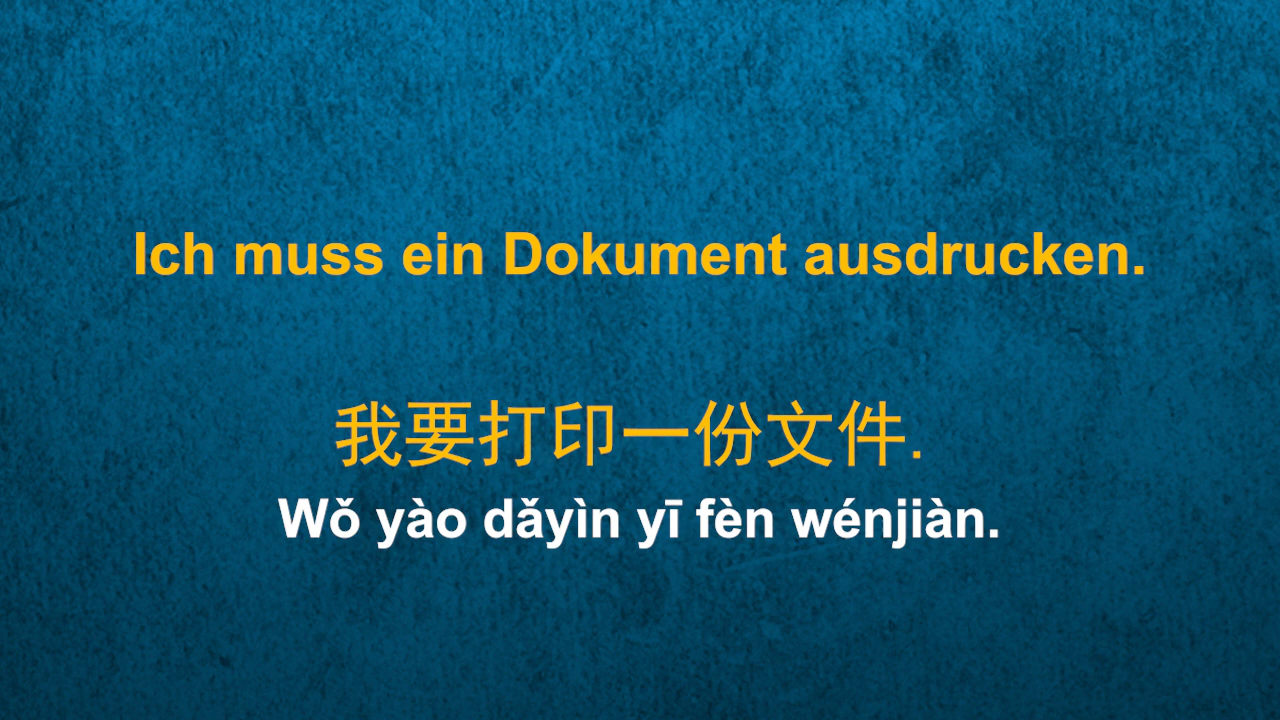 Ich muss ein Dokument ausdrucken.
我要打印一份文件.
Wǒ yào dǎyìn yī fèn wénjiàn.